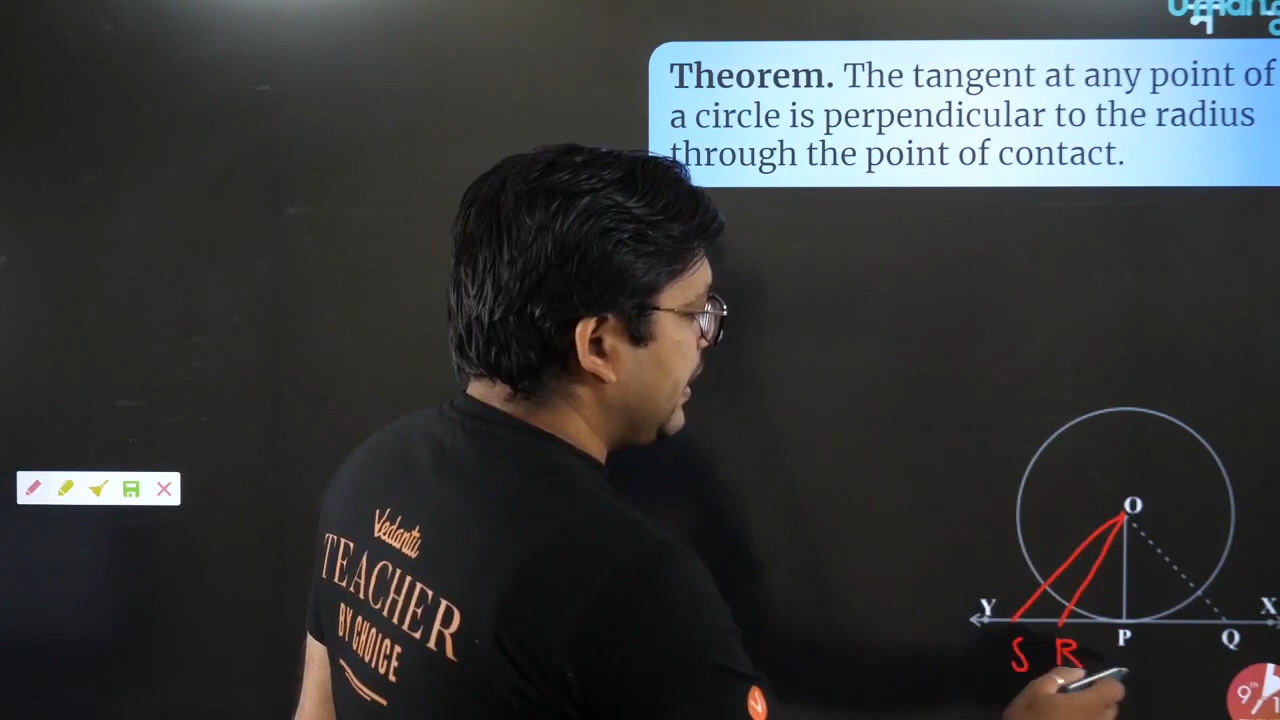 Theorem. The tangent at any point of
a circle is perpendicular to the radius
through the point of contact.
Vedantu
TEACHER
BY CHOICE
O
Y
X
P
Q
S
R
9th